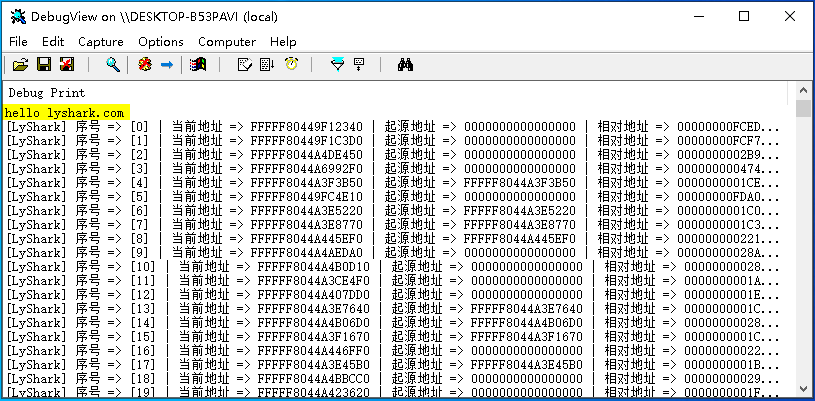 DebugView on \\DESKTOP-B53PAVI (local)
File Edit Capture Options Computer Help
Debug Print
hello lyshark.com
[LyShark] 序号 => [0] | 当前地址 => FFFFF80449F12340 | 起源地址 => 0000000000000000 | 相对地址 => 00000000FCED...
[LyShark] 序号 => [1] | 当前地址 => FFFFF80449F1C3D0 | 起源地址 => 0000000000000000 | 相对地址 => 00000000FCF7...
[LyShark] 序号 => [2] | 当前地址 => FFFFF8044A4DE450 | 起源地址 => 0000000000000000 | 相对地址 => 0000000002B9...
[LyShark] 序号 => [3] | 当前地址 => FFFFF8044A6992F0 | 起源地址 => 0000000000000000 | 相对地址 => 000000000474...
[LyShark] 序号 => [4] | 当前地址 => FFFFF8044A3F3B50 | 起源地址 => FFFFF8044A3F3B50 | 相对地址 => 0000000001CE...
[LyShark] 序号 => [5] | 当前地址 => FFFFF80449FC4E10 | 起源地址 => 0000000000000000 | 相对地址 => 00000000FDA0...
[LyShark] 序号 => [6] | 当前地址 => FFFFF8044A3E5220 | 起源地址 => FFFFF8044A3E5220 | 相对地址 => 0000000001C0...
[LyShark] 序号 => [7] | 当前地址 => FFFFF8044A3E8770 | 起源地址 => FFFFF8044A3E8770 | 相对地址 => 0000000001C3...
[LyShark] 序号 => [8] | 当前地址 => FFFFF8044A445EF0 | 起源地址 => FFFFF8044A445EF0 | 相对地址 => 000000000221...
[LyShark] 序号 => [9] | 当前地址 => FFFFF8044A4AEDA0 | 起源地址 => 0000000000000000 | 相对地址 => 00000000028A...
[LyShark] 序号 => [10] | 当前地址 => FFFFF8044A4B0D10 | 起源地址 => 0000000000000000 | 相对地址 => 000000000028...
[LyShark] 序号 => [11] | 当前地址 => FFFFF8044A3CE4F0 | 起源地址 => 0000000000000000 | 相对地址 => 00000000001A...
[LyShark] 序号 => [12] | 当前地址 => FFFFF8044A407DD0 | 起源地址 => 0000000000000000 | 相对地址 => 00000000001E...
[LyShark] 序号 => [13] | 当前地址 => FFFFF8044A3E7640 | 起源地址 => FFFFF8044A3E7640 | 相对地址 => 00000000001C...
[LyShark] 序号 => [14] | 当前地址 => FFFFF8044A4B06D0 | 起源地址 => FFFFF8044A4B06D0 | 相对地址 => 000000000028...
[LyShark] 序号 => [15] | 当前地址 => FFFFF8044A3F1670 | 起源地址 => FFFFF8044A3F1670 | 相对地址 => 00000000001C...
[LyShark] 序号 => [16] | 当前地址 => FFFFF8044A446FF0 | 起源地址 => 0000000000000000 | 相对地址 => 000000000022...
[LyShark] 序号 => [17] | 当前地址 => FFFFF8044A3E45B0 | 起源地址 => FFFFF8044A3E45B0 | 相对地址 => 00000000001B...
[LyShark] 序号 => [18] | 当前地址 => FFFFF8044A4BBCC0 | 起源地址 => 0000000000000000 | 相对地址 => 000000000029...
[LyShark] 序号 => [19] | 当前地址 => FFFFF8044A423620 | 起源地址 => 0000000000000000 | 相对地址 => 00000000001F...